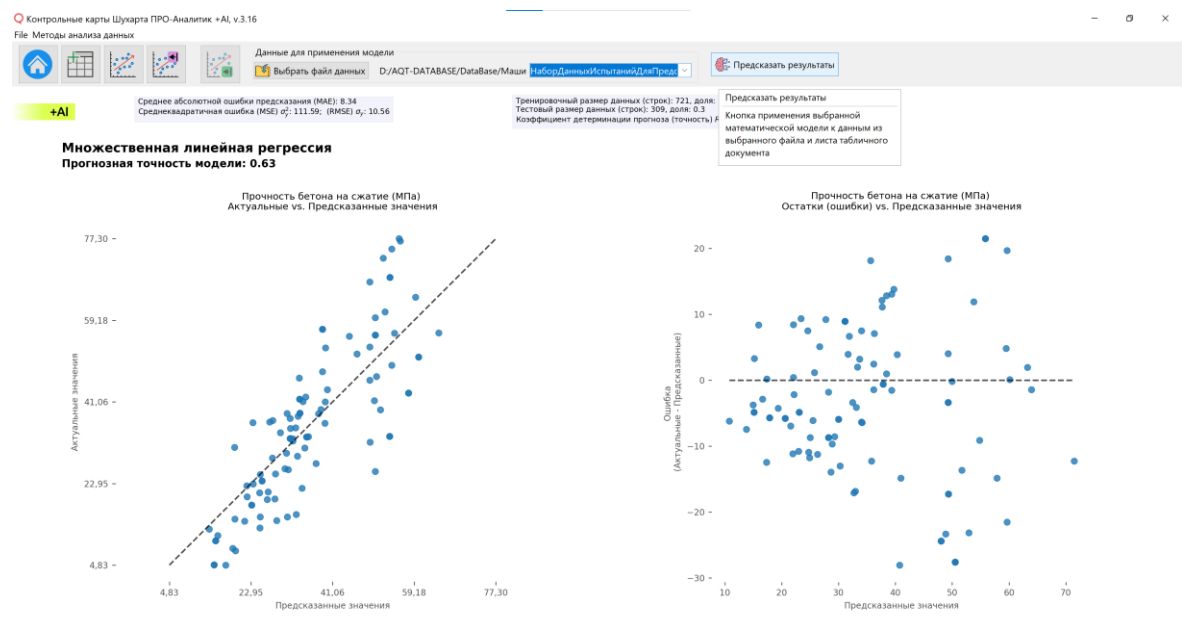 Контрольные карты Шухарта ПРО-Аналитик +AI, v.3.16
File Методы анализа данных
Данные для применения модели
Выбрать файл данных D:/AQT-DATABASE/DataBase/Маши НаборДанныхИспытанийДляПредс Предсказать результаты
+AI
Среднее абсолютной ошибки предсказания (MAE): 8.34
Среднеквадратичная ошибка (MSE) σ²ᵧ: 111.59; (RMSE) σᵧ: 10.56
Тренировочный размер данных (строк): 721, доля:
Тестовый размер данных (строк): 309, доля: 0.3
Коэффициент детерминации прогноза (точность) R
Предсказать результаты
Кнопка применения выбранной
математической модели к данным из
выбранного файла и листа табличного
документа
Множественная линейная регрессия
Прогнозная точность модели: 0.63
Прочность бетона на сжатие (МПа)
Актуальные vs. Предсказанные значения
77,30
59,18
41,06
22,95
4,83
Актуальные значения
4,83 22,95 41,06 59,18 77,30
Предсказанные значения
Прочность бетона на сжатие (МПа)
Остатки (ошибки) vs. Предсказанные значения
20
10
0
−10
−20
−30
Ошибка
(Актуальные - Предсказанные)
10 20 30 40 50 60 70
Предсказанные значения